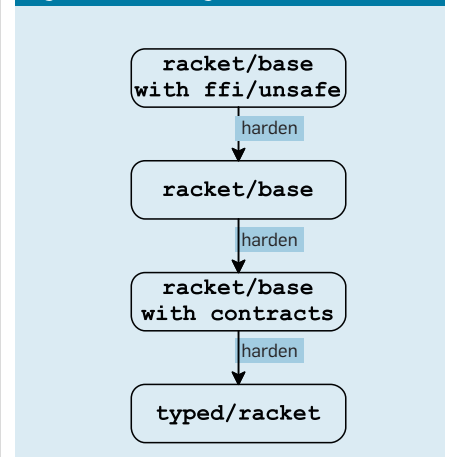 racket/base
with ffi/unsafe
harden
racket/base
harden
racket/base
with contracts
harden
typed/racket